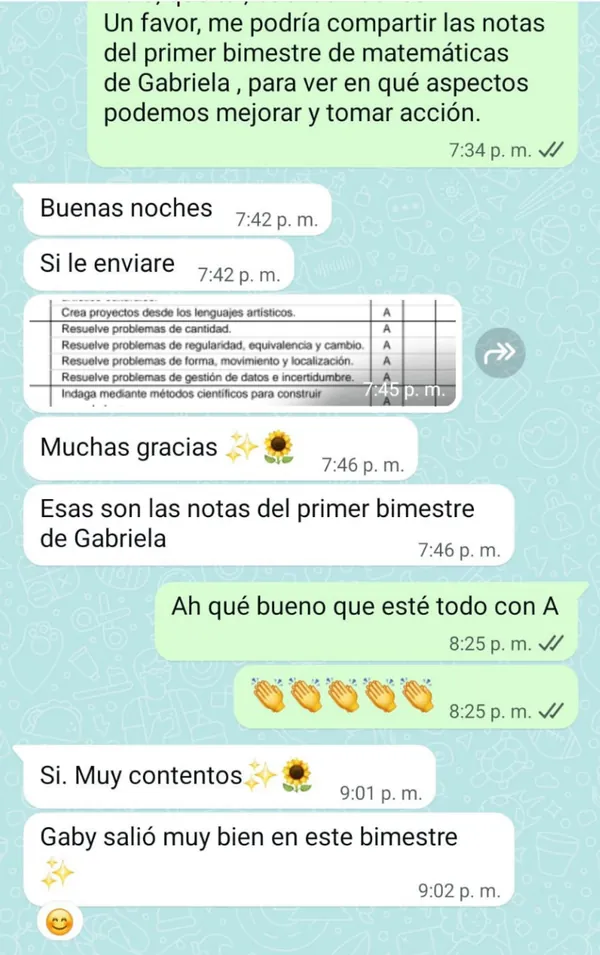 Un favor, me podría compartir las notas
del primer bimestre de matemáticas
de Gabriela , para ver en qué aspectos
podemos mejorar y tomar acción.
7:34 p. m.
Buenas noches
7:42 p. m.
Si le enviare
7:42 p. m.
Crea proyectos desde los lenguajes artísticos. A
Resuelve problemas de cantidad. A
Resuelve problemas de regularidad, equivalencia y cambio. A
Resuelve problemas de forma, movimiento y localización. A
Resuelve problemas de gestión de datos e incertidumbre. A
Indaga mediante métodos científicos para construir A
7:45 p. m.
Muchas gracias ✨🌻
7:46 p. m.
Esas son las notas del primer bimestre
de Gabriela
7:46 p. m.
Ah qué bueno que esté todo con A
8:25 p. m.
👏👏👏👏👏
8:25 p. m.
Si. Muy contentos✨🌻
9:01 p. m.
Gaby salió muy bien en este bimestre
✨
9:02 p. m.
😊